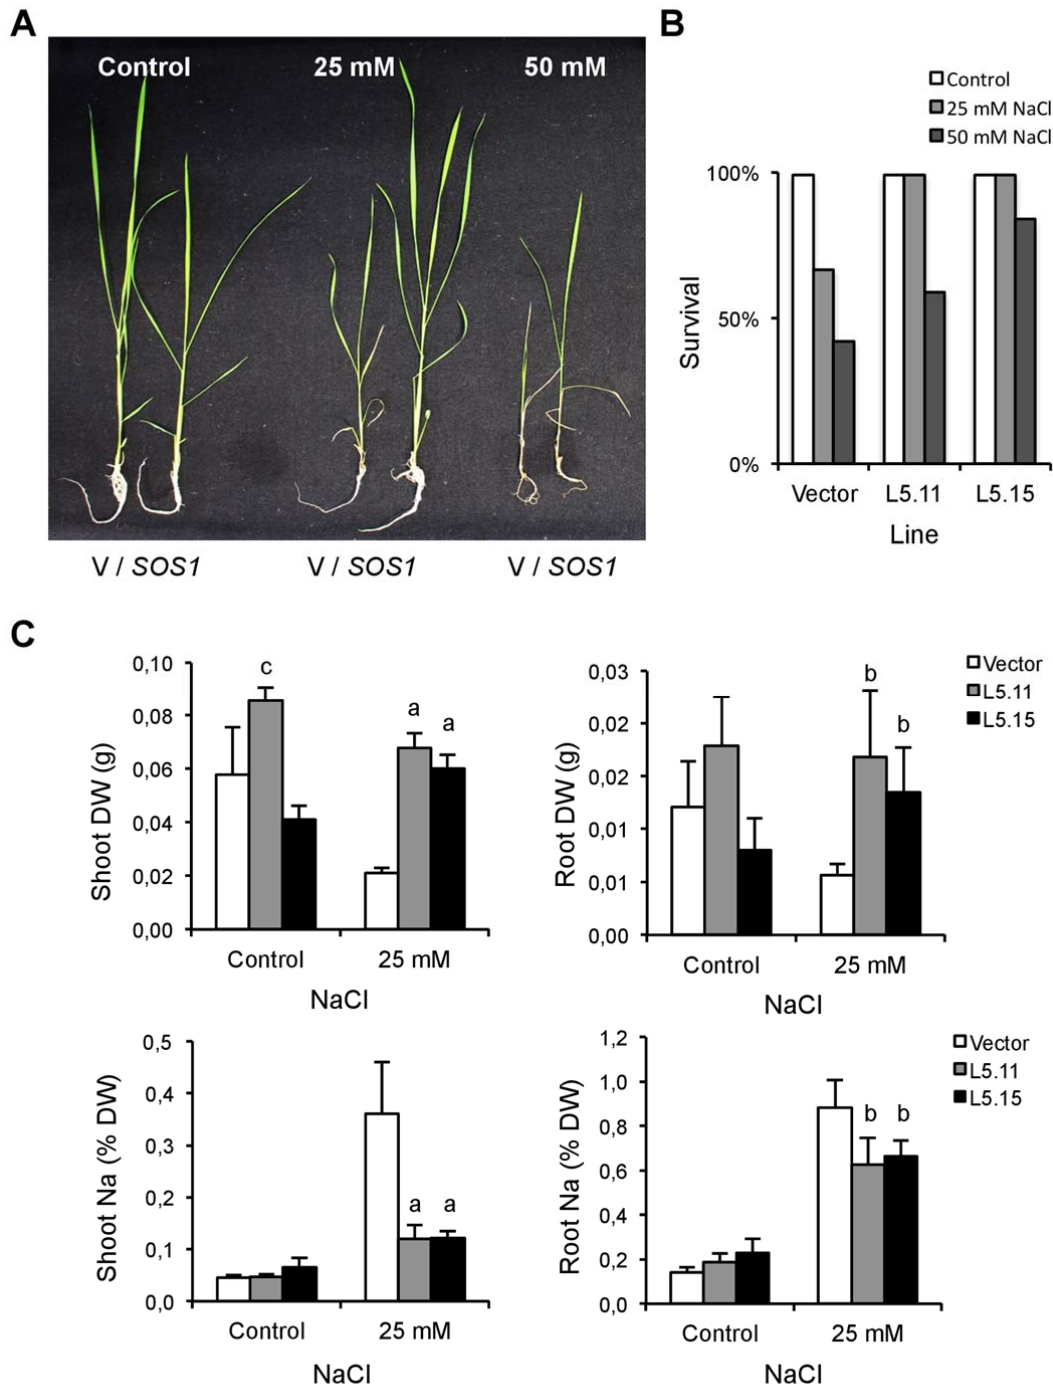 A
Control
25 mM
50 mM
V / SOS1
V / SOS1
V / SOS1
B
Control
25 mM NaCl
50 mM NaCl
100%
50%
0%
Survival
Vector
L5.11
L5.15
Line
C
0,10
0,08
0,06
0,04
0,02
0,00
Shoot DW (g)
c
a
a
Control
25 mM
NaCl
0,03
0,02
0,02
0,01
0,01
0,00
Root DW (g)
b
b
Control
25 mM
NaCl
Vector
L5.11
L5.15
0,5
0,4
0,3
0,2
0,1
0,0
Shoot Na (% DW)
a
a
Control
25 mM
NaCl
1,2
1,0
0,8
0,6
0,4
0,2
0,0
Root Na (% DW)
b
b
Control
25 mM
NaCl
Vector
L5.11
L5.15